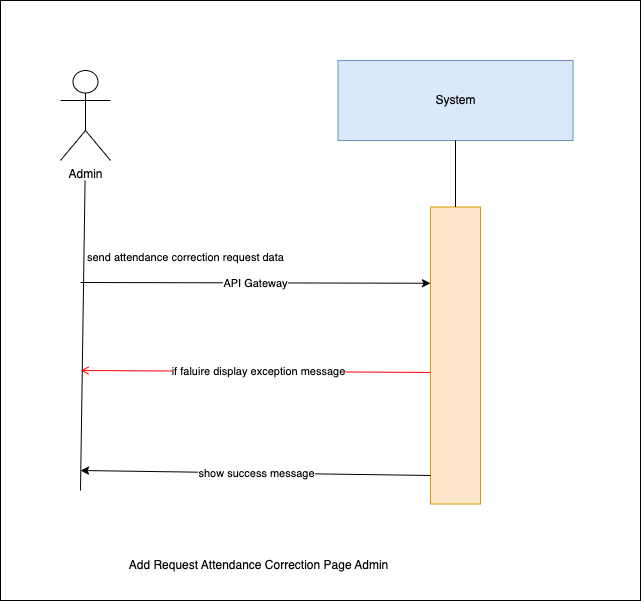 System
Admin
send attendance correction request data
API Gateway
if faluire display exception message
show success message
Add Request Attendance Correction Page Admin